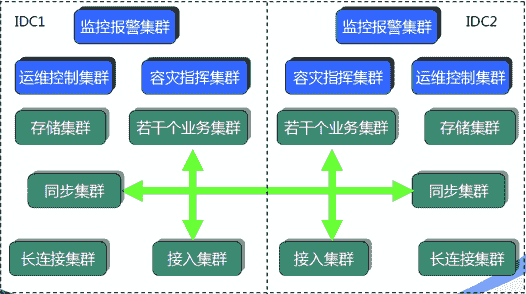 IDC1
监控报警集群
监控报警集群
IDC2
运维控制集群
容灾指挥集群
容灾指挥集群
运维控制集群
存储集群
若干个业务集群
若干个业务集群
存储集群
同步集群
同步集群
长连接集群
接入集群
接入集群
长连接集群